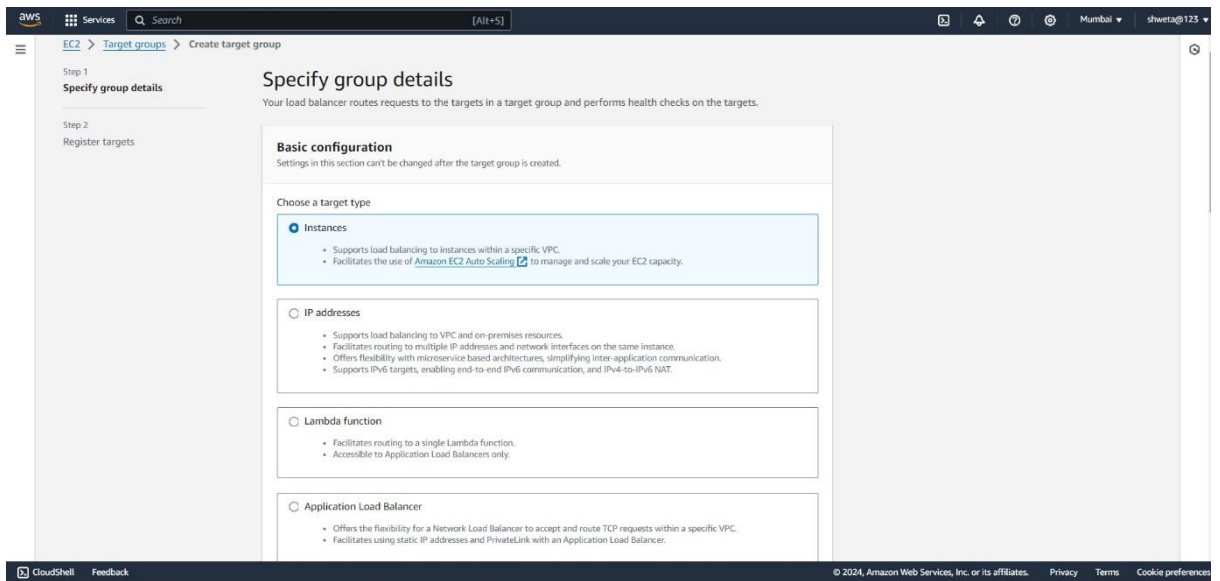 aws
Services
Search
[Alt+S]
Mumbai
shweta@123
EC2 > Target groups > Create target group
Step 1
Specify group details
Step 2
Register targets
Specify group details
Your load balancer routes requests to the targets in a target group and performs health checks on the targets.
Basic configuration
Settings in this section can't be changed after the target group is created.
Choose a target type
Instances
• Supports load balancing to instances within a specific VPC.
• Facilitates the use of Amazon EC2 Auto Scaling to manage and scale your EC2 capacity.
IP addresses
• Supports load balancing to VPC and on-premises resources.
• Facilitates routing to multiple IP addresses and network interfaces on the same instance.
• Offers flexibility with microservice based architectures, simplifying inter-application communication.
• Supports IPv6 targets, enabling end-to-end IPv6 communication, and IPv4-to-IPv6 NAT.
Lambda function
• Facilitates routing to a single Lambda function.
• Accessible to Application Load Balancers only.
Application Load Balancer
• Offers the flexibility for a Network Load Balancer to accept and route TCP requests within a specific VPC.
• Facilitates using static IP addresses and PrivateLink with an Application Load Balancer.
CloudShell
Feedback
© 2024, Amazon Web Services, Inc. or its affiliates.
Privacy
Terms
Cookie preferences